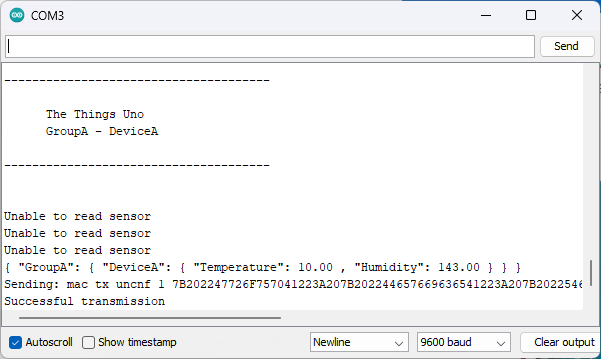 COM3
Send
--------------------------------------
The Things Uno
GroupA - DeviceA
--------------------------------------
Unable to read sensor
Unable to read sensor
Unable to read sensor
{ "GroupA": { "DeviceA": { "Temperature": 10.00 , "Humidity": 143.00 } } }
Sending: mac tx uncnf 1 7B202247726F757041223A207B202244657669636541223A207B202022546
Successful transmission
Autoscroll Show timestamp Newline 9600 baud Clear output